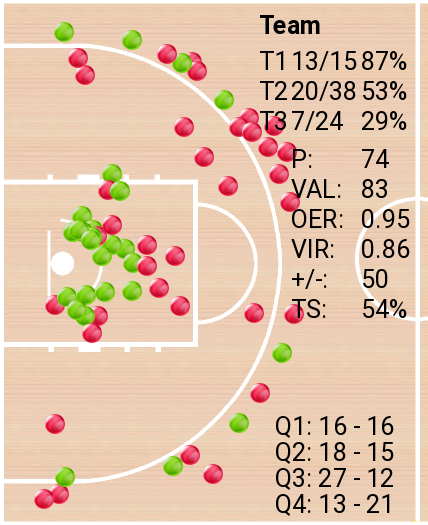 Team
T1 13/15 87%
T2 20/38 53%
T3 7/24 29%
P: 74
VAL: 83
OER: 0.95
VIR: 0.86
+/-: 50
TS: 54%
Q1: 16 - 16
Q2: 18 - 15
Q3: 27 - 12
Q4: 13 - 21